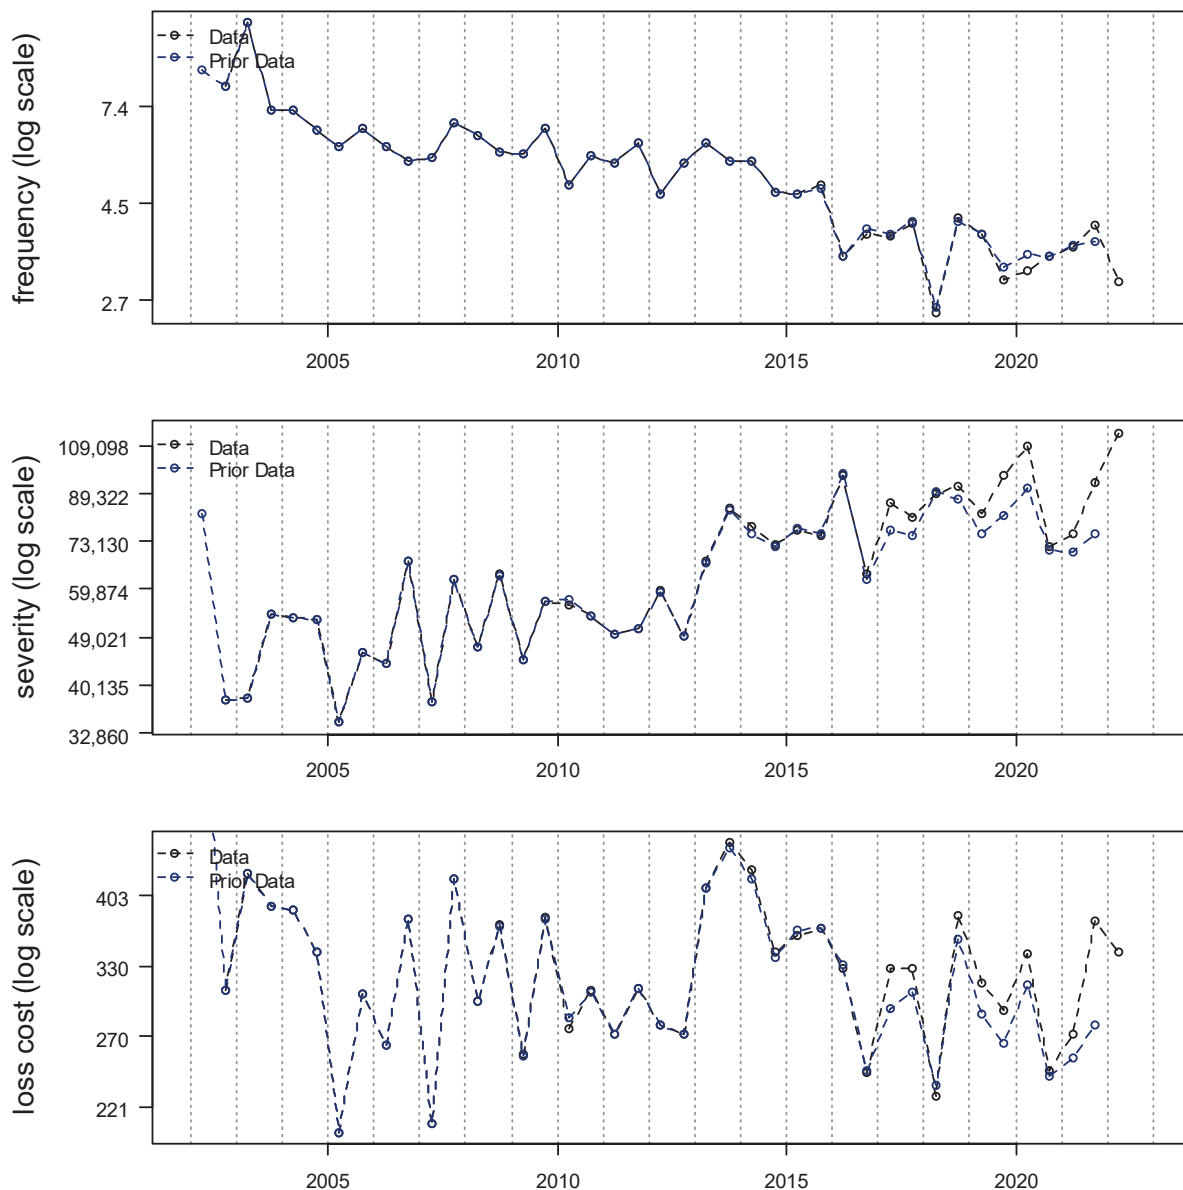 frequency (log scale)
Data
Prior Data
7.4
4.5
2.7
2005 2010 2015 2020
severity (log scale)
Data
Prior Data
109,098
89,322
73,130
59,874
49,021
40,135
32,860
2005 2010 2015 2020
loss cost (log scale)
Data
Prior Data
403
330
270
221
2005 2010 2015 2020